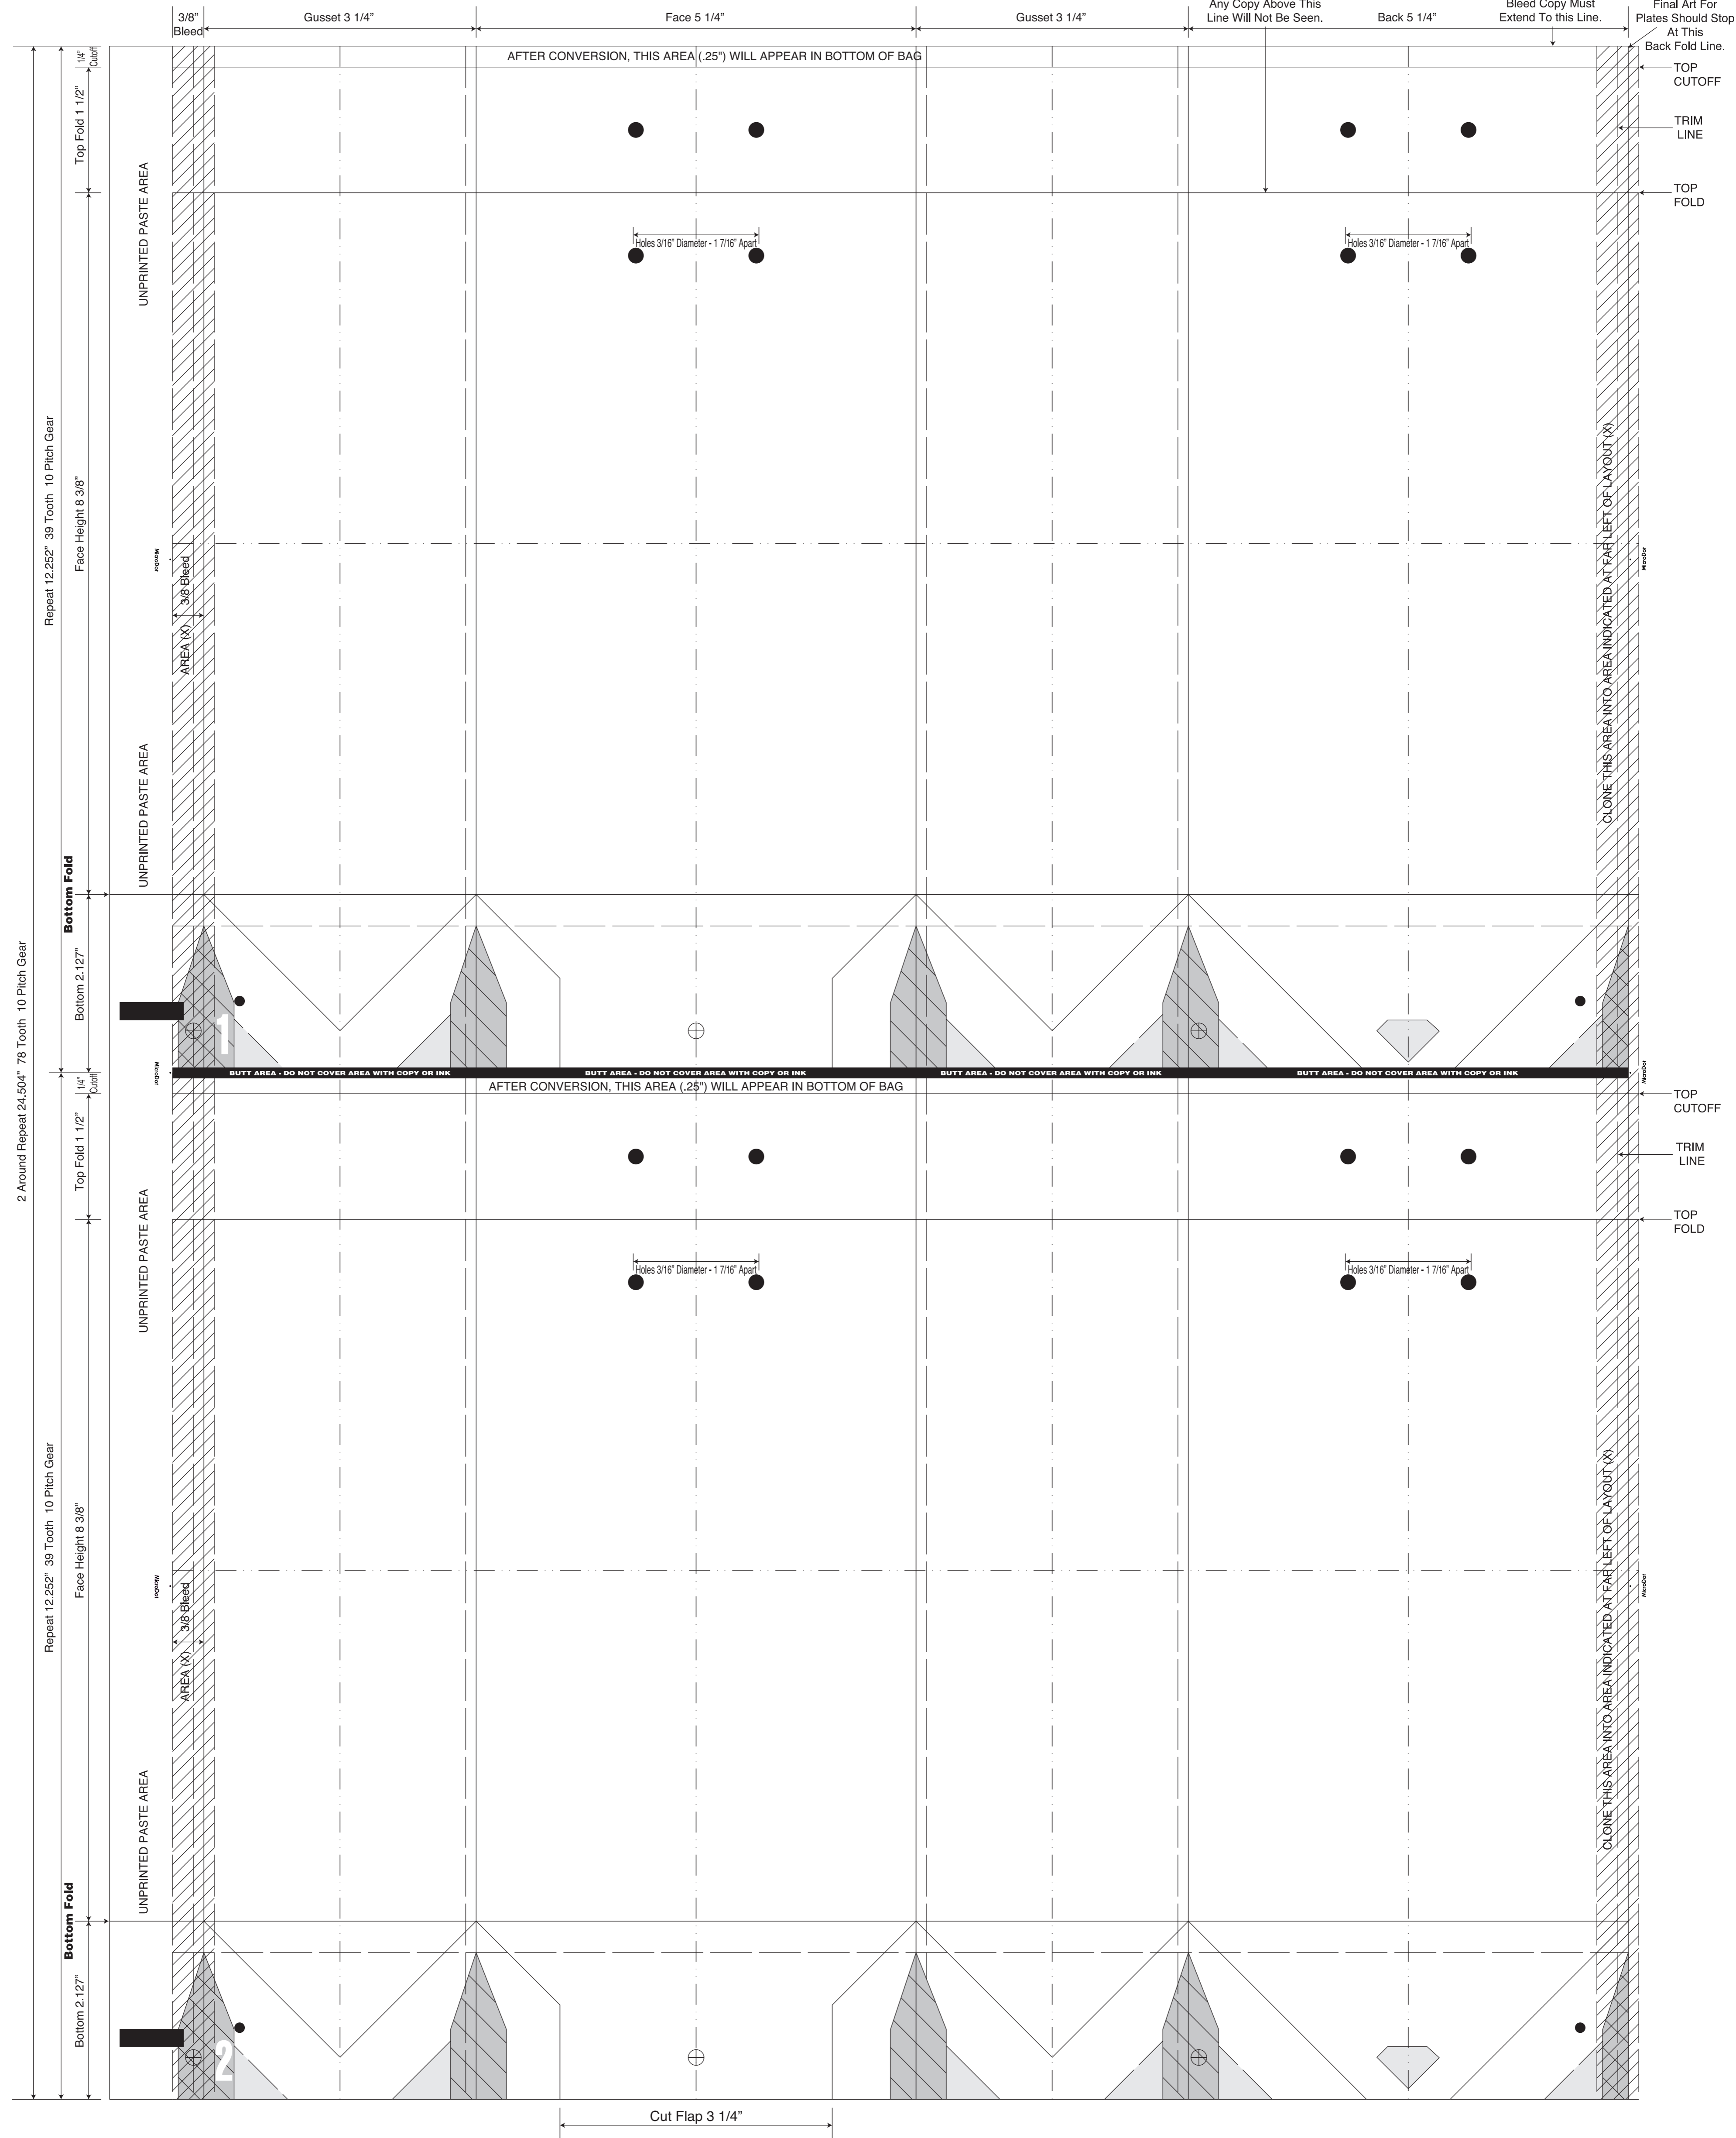 3/8”
Bleed
Gusset 3 1/4”
Face 5 1/4”
Gusset 3 1/4”
Any Copy Above This
Line Will Not Be Seen.
Back 5 1/4”
Bleed Copy Must
Extend To this Line.
Final Art For
Plates Should Stop
At This
Back Fold Line.
1/4"
Cutoff
AFTER CONVERSION, THIS AREA (.25") WILL APPEAR IN BOTTOM OF BAG
TOP
CUTOFF
Top Fold 1 1/2”
TRIM
LINE
UNPRINTED PASTE AREA
TOP
FOLD
Holes 3/16” Diameter - 1 7/16” Apart
Holes 3/16” Diameter - 1 7/16” Apart
Repeat 12.252” 39 Tooth 10 Pitch Gear
Face Height 8 3/8”
MicroDot
3/8 Bleed
AREA (X)
CLONE THIS AREA INTO AREA INDICATED AT FAR LEFT OF LAYOUT (X)
MicroDot
UNPRINTED PASTE AREA
Bottom Fold
Bottom 2.127”
2 Around Repeat 24.504” 78 Tooth 10 Pitch Gear
1
MicroDot
BUTT AREA - DO NOT COVER AREA WITH COPY OR INK
BUTT AREA - DO NOT COVER AREA WITH COPY OR INK
BUTT AREA - DO NOT COVER AREA WITH COPY OR INK
BUTT AREA - DO NOT COVER AREA WITH COPY OR INK
MicroDot
1/4"
Cutoff
AFTER CONVERSION, THIS AREA (.25") WILL APPEAR IN BOTTOM OF BAG
TOP
CUTOFF
Top Fold 1 1/2”
TRIM
LINE
UNPRINTED PASTE AREA
TOP
FOLD
Holes 3/16” Diameter - 1 7/16” Apart
Holes 3/16” Diameter - 1 7/16” Apart
Repeat 12.252” 39 Tooth 10 Pitch Gear
Face Height 8 3/8”
MicroDot
3/8 Bleed
AREA (X)
CLONE THIS AREA INTO AREA INDICATED AT FAR LEFT OF LAYOUT (X)
MicroDot
UNPRINTED PASTE AREA
Bottom Fold
Bottom 2.127”
2
Cut Flap 3 1/4”